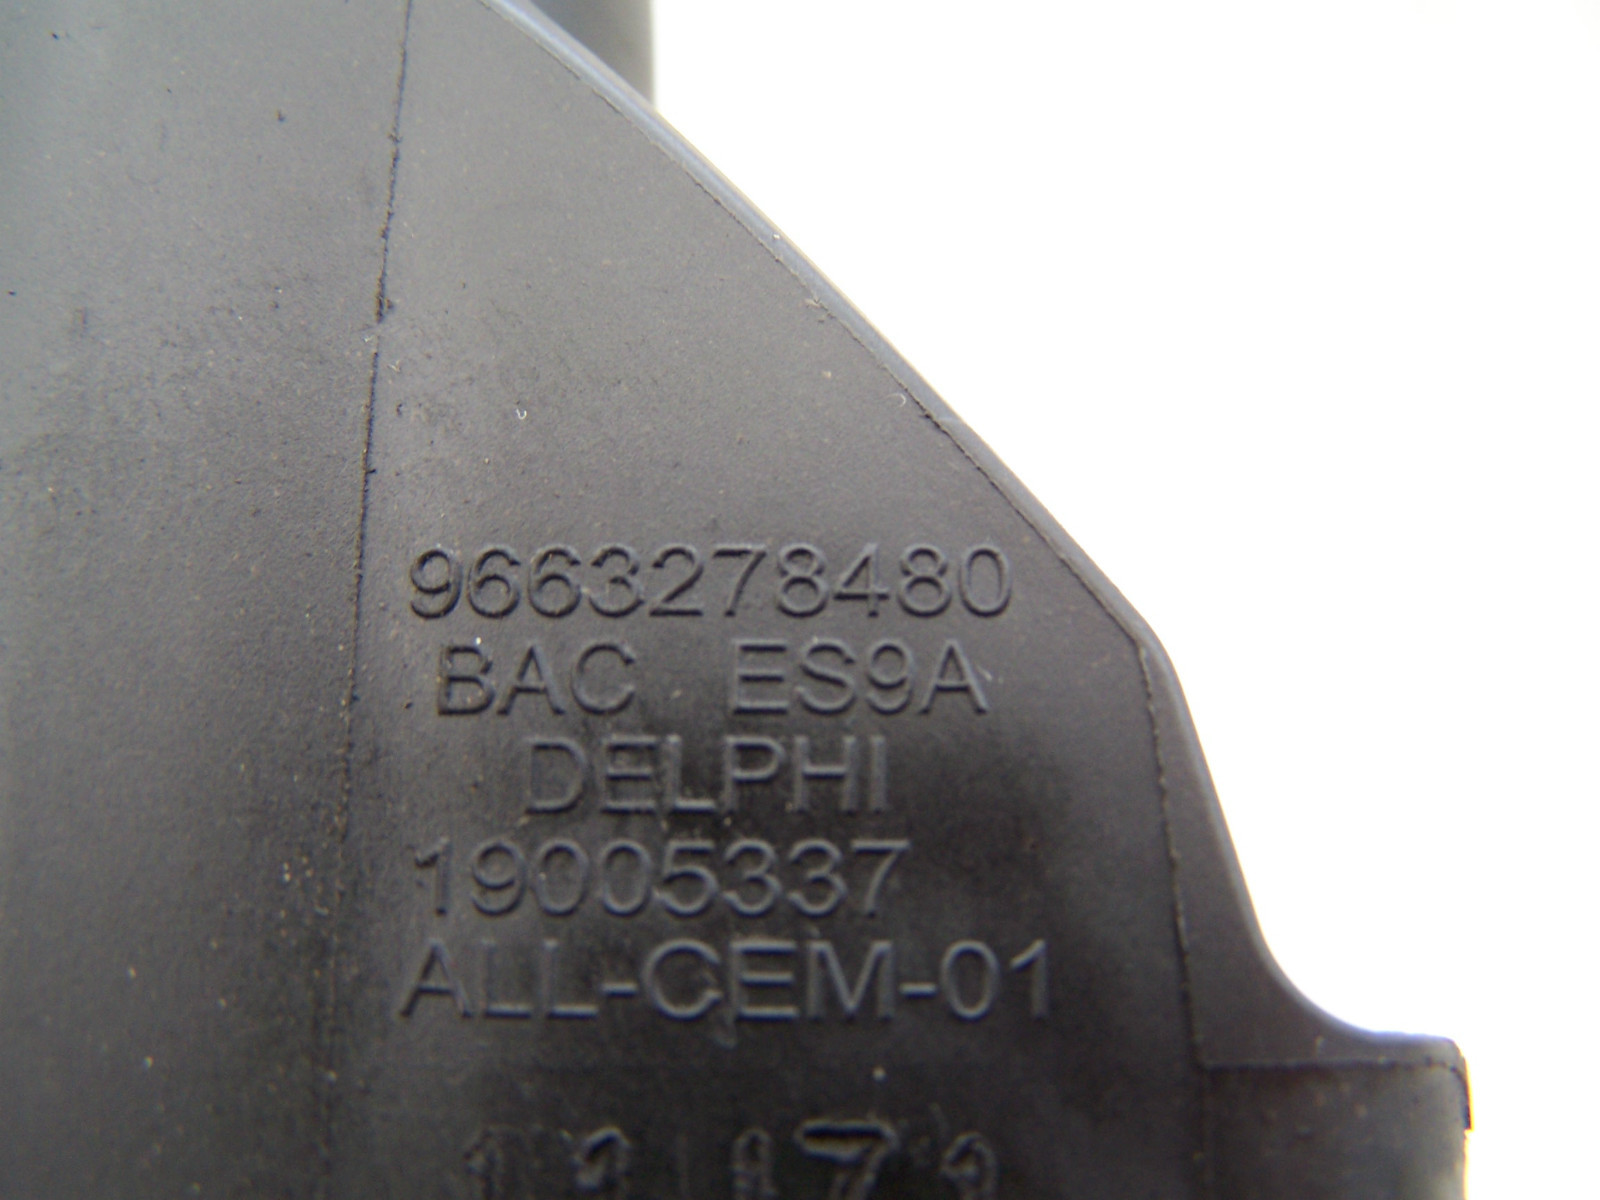 9663278480
BAC ES9A
DELPHI
19005337
ALL-CEM-01